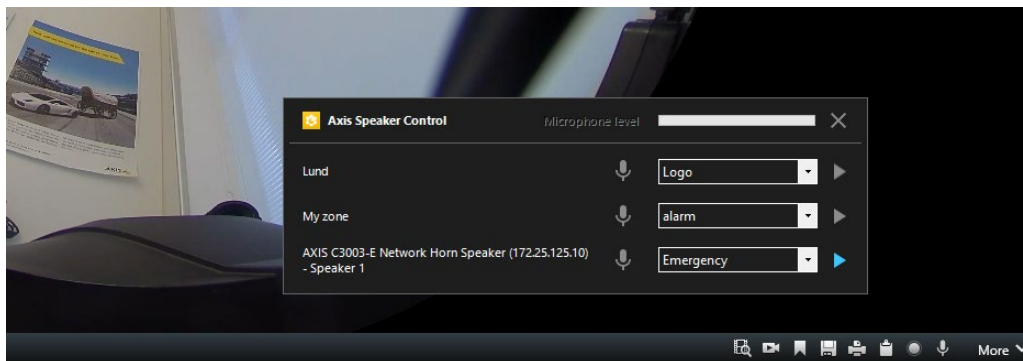 Axis Speaker Control
Microphone level
Lund
Logo
My zone
alarm
AXIS C3003-E Network Horn Speaker (172.25.125.10)
- Speaker 1
Emergency
More